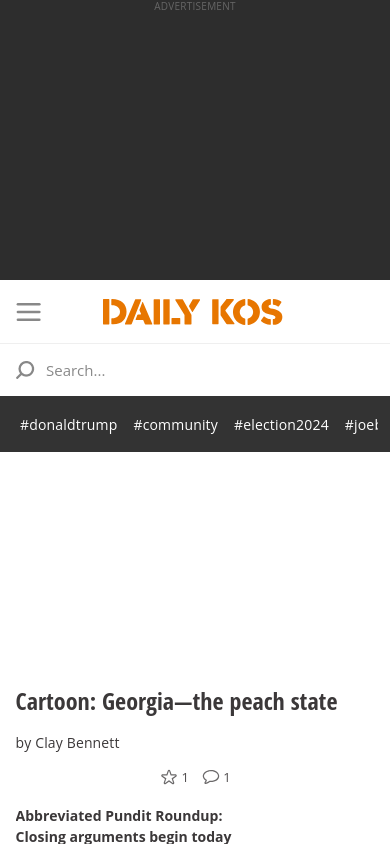 ADVERTISEMENT
DAILY KOS
Search...
#donaldtrump #community #election2024
Cartoon: Georgia—the peach state
by Clay Bennett
1 1
Abbreviated Pundit Roundup:
Closing arguments begin today